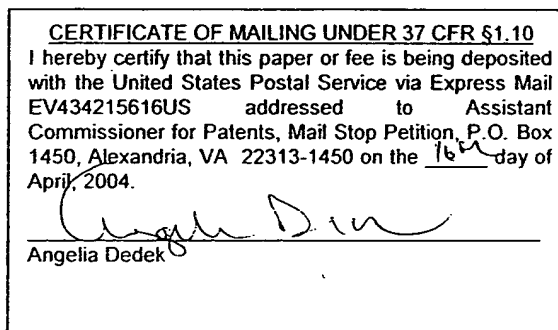 CERTIFICATE OF MAILING UNDER 37 CFR §1.10
I hereby certify that this paper or fee is being deposited
with the United States Postal Service via Express Mail
EV434215616US addressed to Assistant
Commissioner for Patents, Mail Stop Petition, P.O. Box
1450, Alexandria, VA 22313-1450 on the 16th day of
April, 2004.
Angelia Dedek